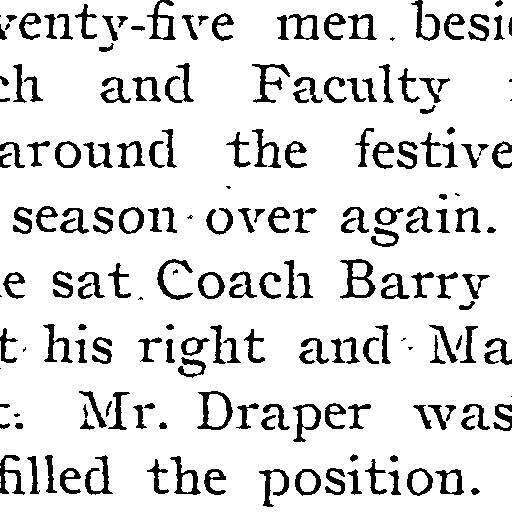 venty-five men besi
ch and Faculty
around the festive
season over again.
e sat Coach Barry
t his right and Ma
t. Mr. Draper was
filled the position.